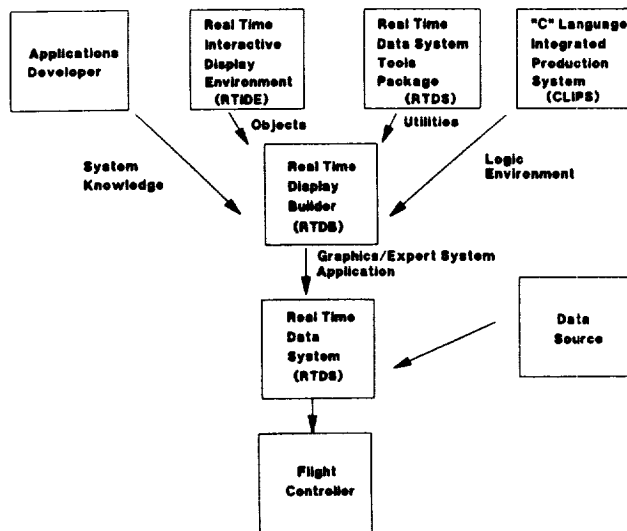 Applications
Developer
Real Time
Interactive
Display
Environment
(RTIDE)
Real Time
Data System
Tools
Package
(RTDS)
"C" Language
Integrated
Production
System
(CLIPS)
Objects
Utilities
System
Knowledge
Real Time
Display
Builder
(RTDB)
Logic
Environment
Graphics/Expert System
Application
Real Time
Data
System
(RTDS)
Data
Source
Flight
Controller